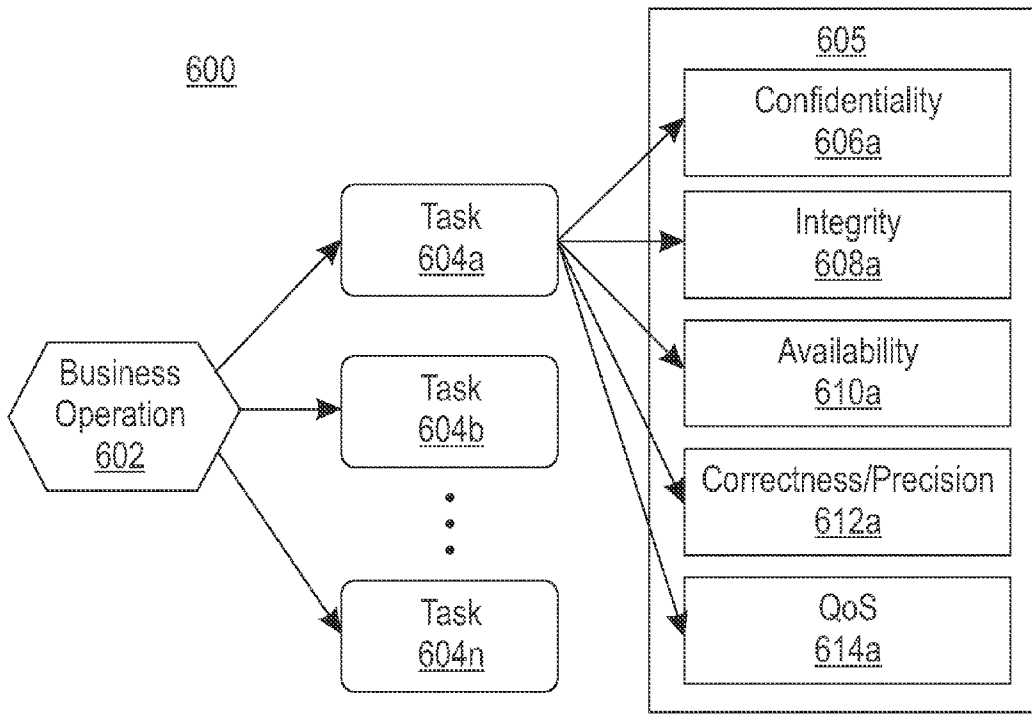 600
Business
Operation
602
Task
604a
Task
604b
Task
604n
605
Confidentiality
606a
Integrity
608a
Availability
610a
Correctness/Precision
612a
QoS
614a